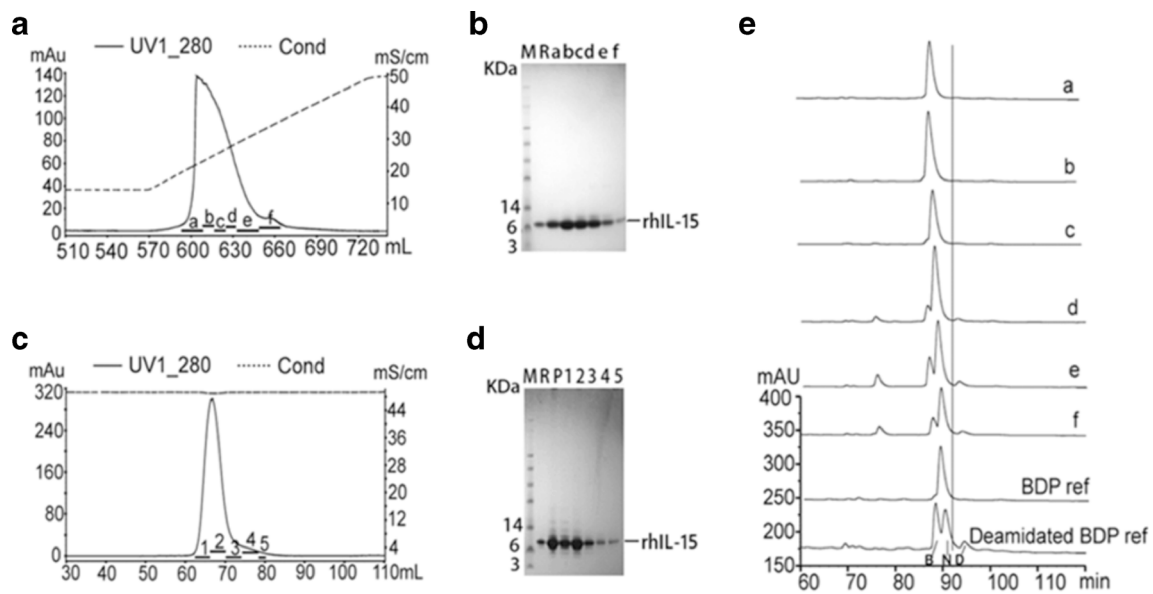 a
UV1_280 Cond
mAu mS/cm
140
120
100
80
60
40
20
0
50
40
30
20
10
a b c d e f
510 540 570 600 630 660 690 720 mL
b
M R a b c d e f
KDa
14
6
3
rhIL-15
c
UV1_280 Cond
mAu mS/cm
320
240
160
80
0
44
36
28
20
12
4
1 2 3 4 5
30 40 50 60 70 80 90 100 110mL
d
M R P 1 2 3 4 5
KDa
14
6
3
rhIL-15
e
a
b
c
d
e
f
mAU
400
350
300
250
200
150
BDP ref
Deamidated BDP ref
B N D
60 70 80 90 100 110 min